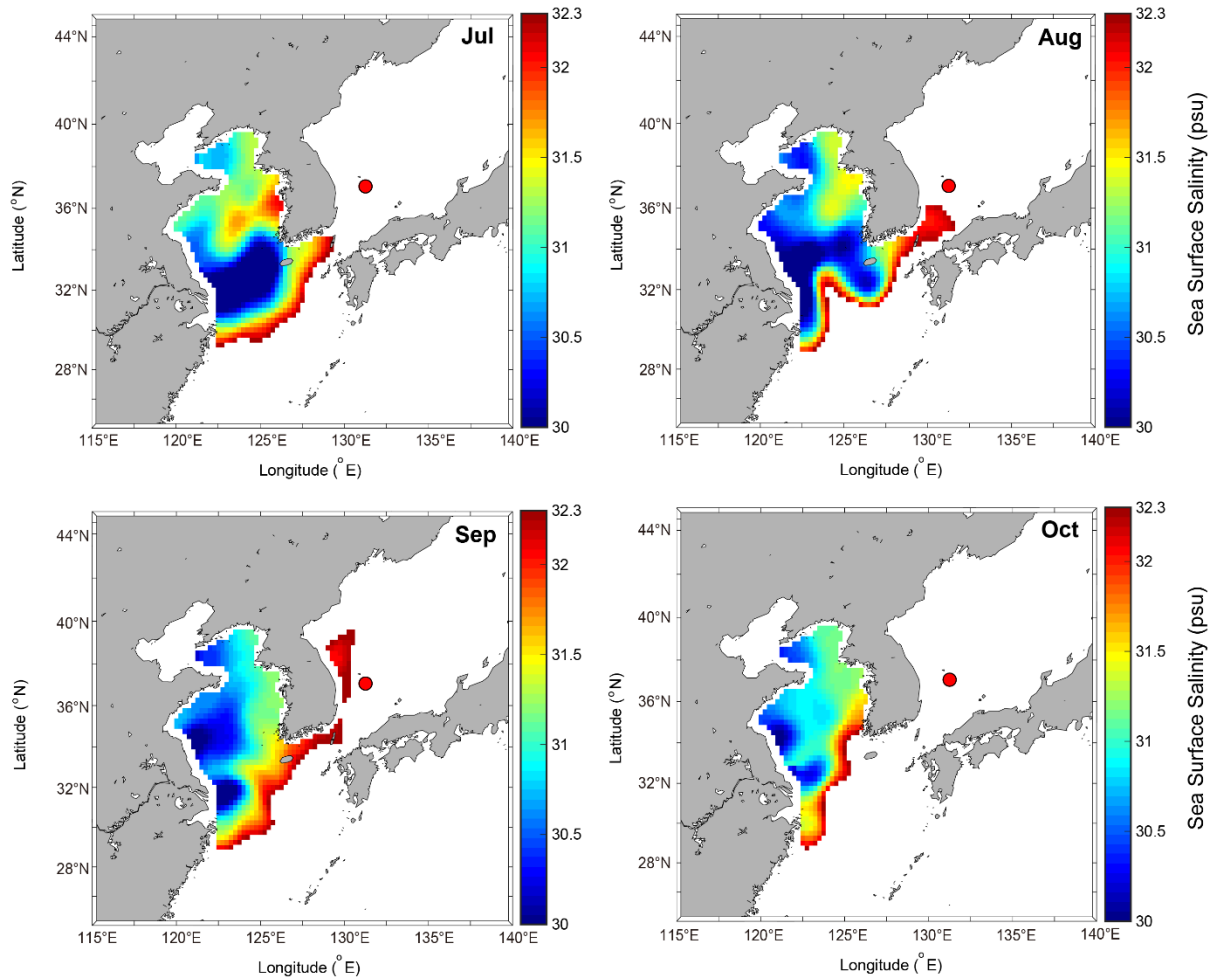 Jul
44°N
40°N
36°N
32°N
28°N
Latitude (°N)
115°E 120°E 125°E 130°E 135°E 140°E
Longitude (°E)
32.3
32
31.5
31
30.5
30
Aug
44°N
40°N
36°N
32°N
28°N
Latitude (°N)
115°E 120°E 125°E 130°E 135°E 140°E
Longitude (°E)
32.3
32
31.5
31
30.5
30
Sea Surface Salinity (psu)
Sep
44°N
40°N
36°N
32°N
28°N
Latitude (°N)
115°E 120°E 125°E 130°E 135°E 140°E
Longitude (°E)
32.3
32
31.5
31
30.5
30
Oct
44°N
40°N
36°N
32°N
28°N
Latitude (°N)
115°E 120°E 125°E 130°E 135°E 140°E
Longitude (°E)
32.3
32
31.5
31
30.5
30
Sea Surface Salinity (psu)